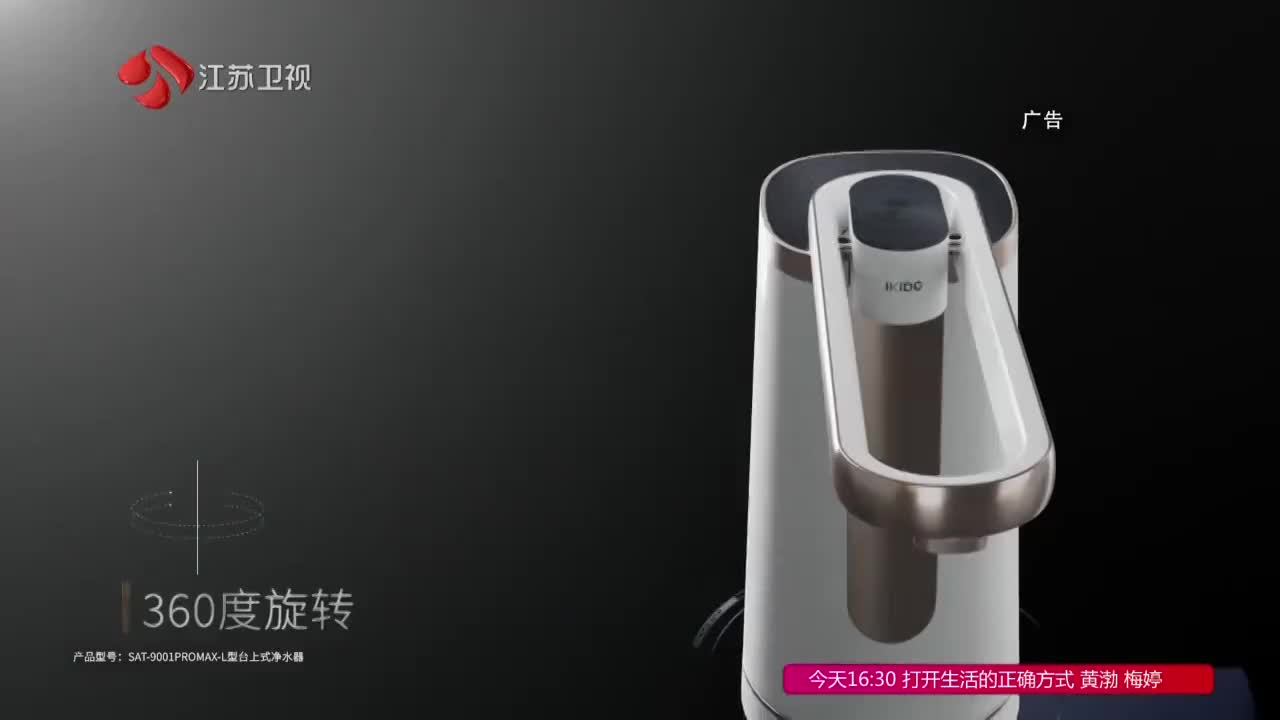 江苏卫视
广告
IKIDO
360度旋转
产品型号：SAT-9001PROMAX-L型台上式净水器
今天16:30 打开生活的正确方式 黄渤 梅婷